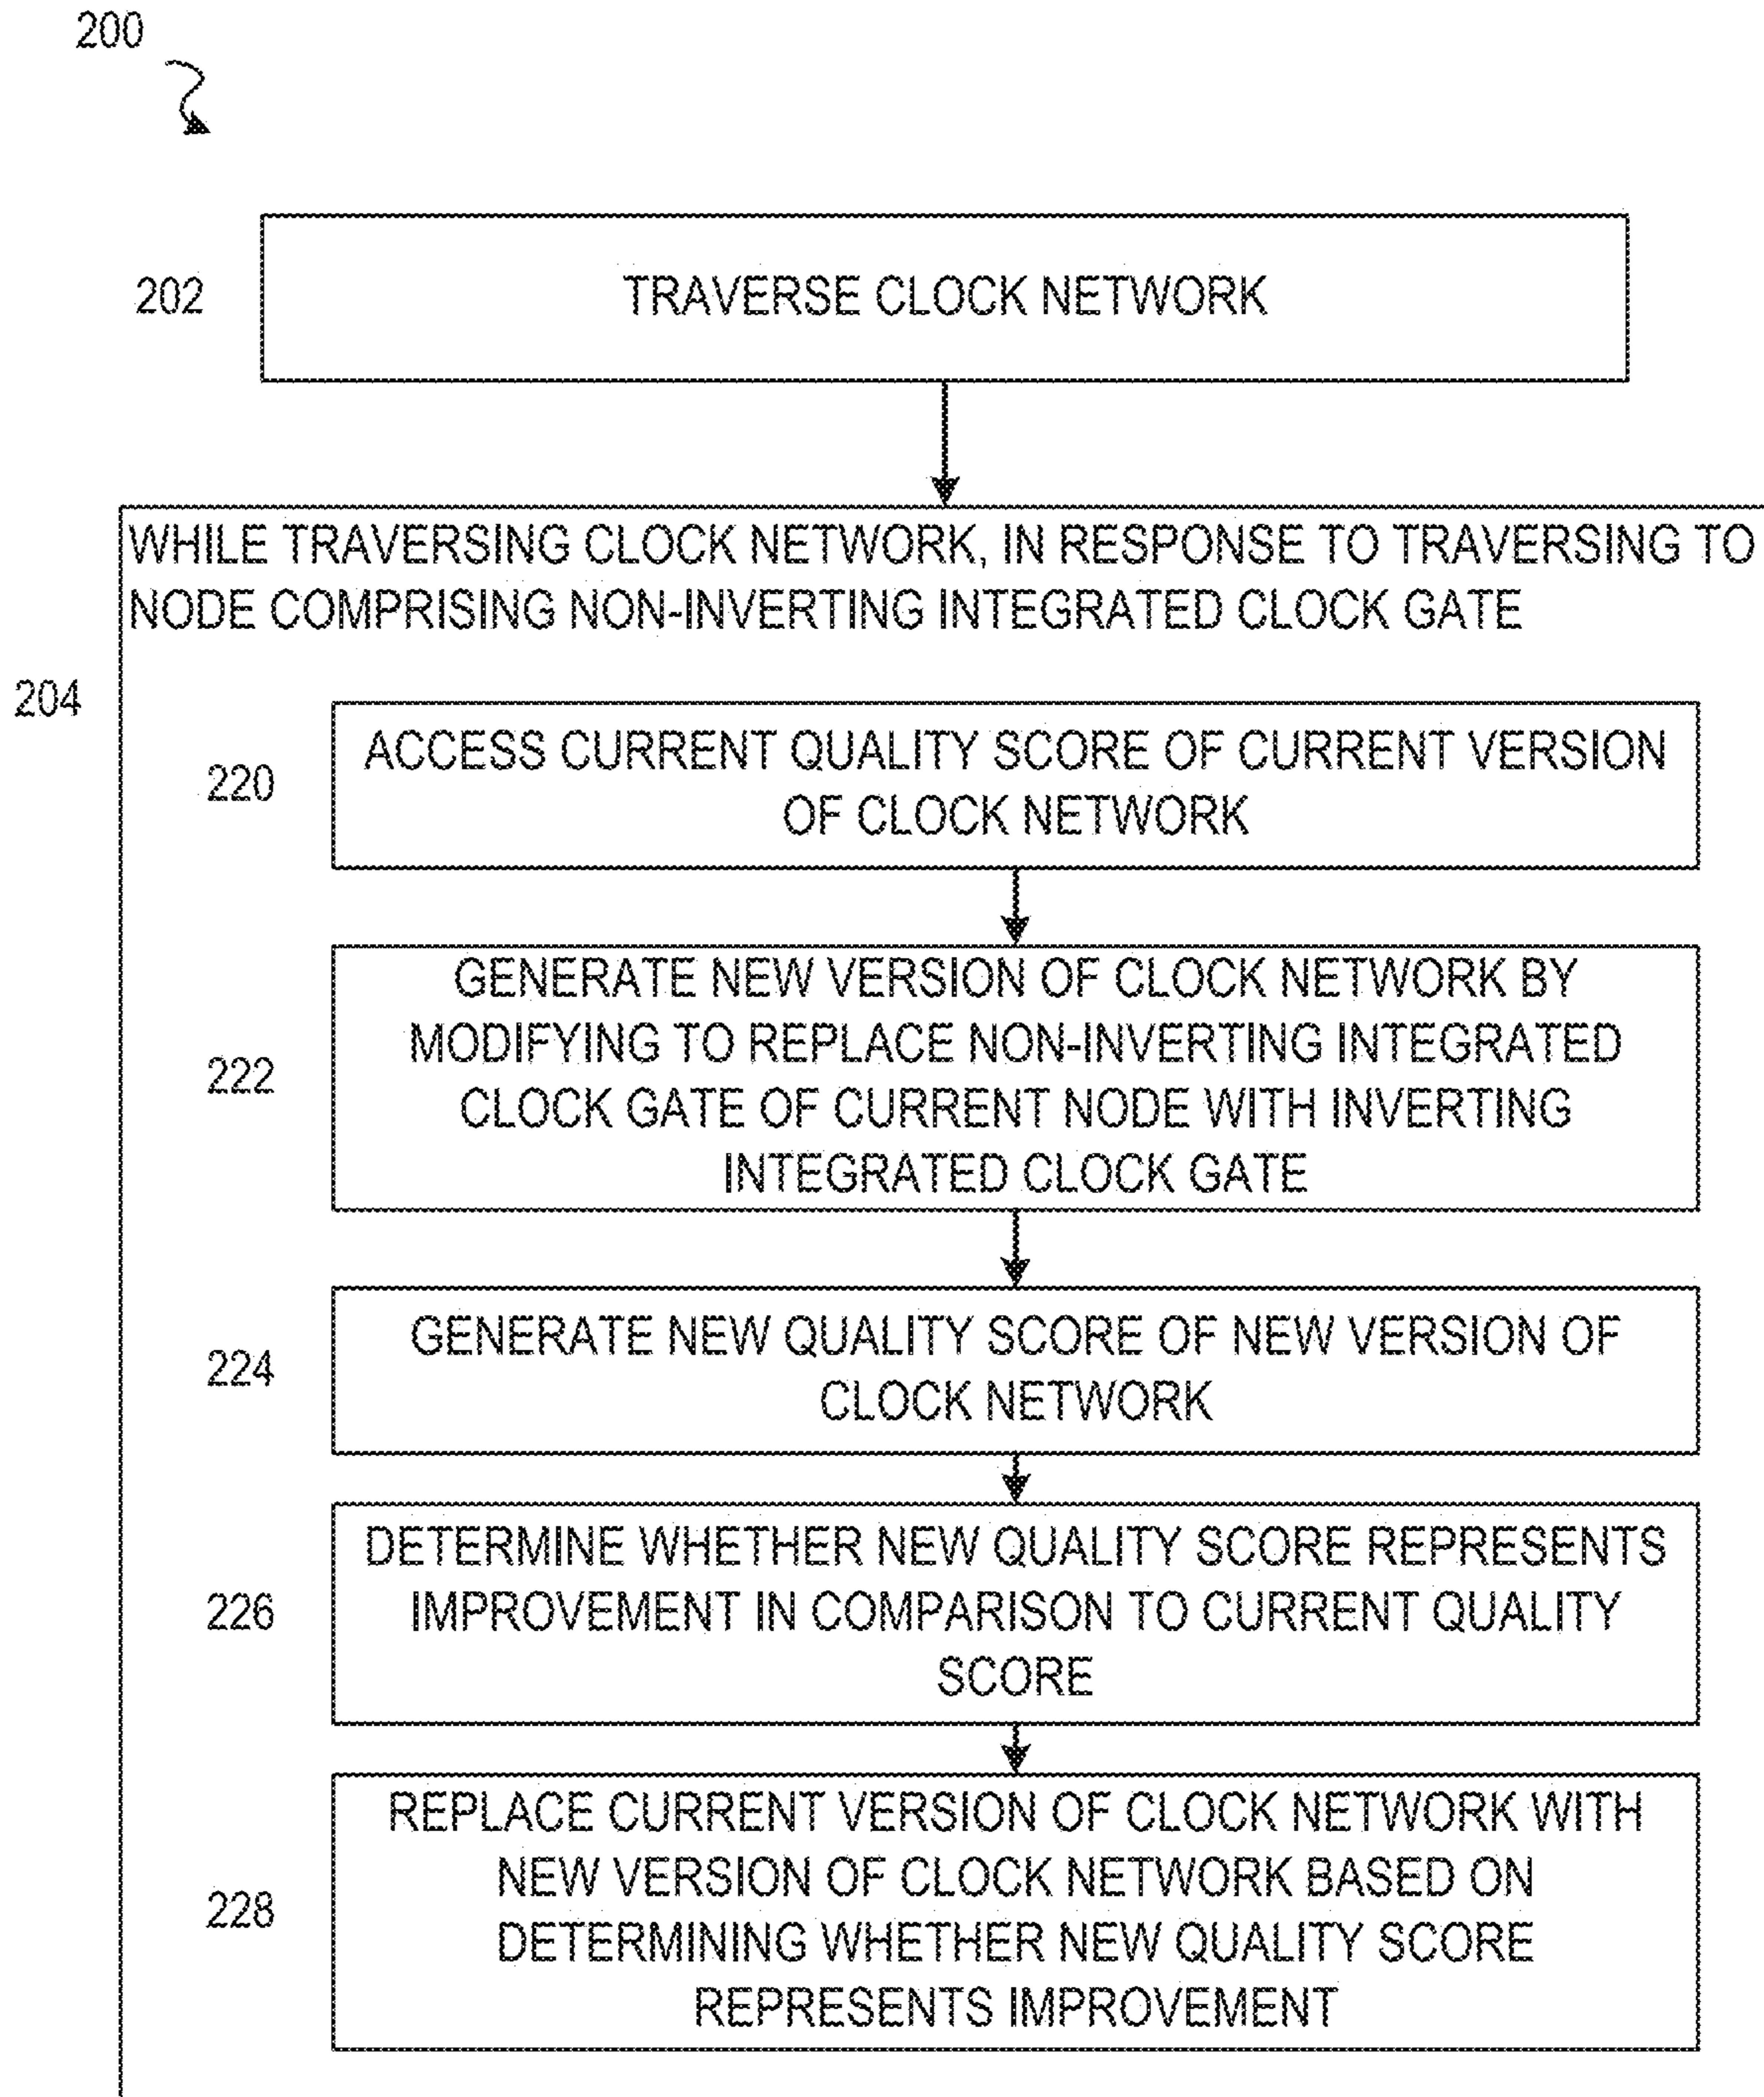 200
202
TRAVERSE CLOCK NETWORK
WHILE TRAVERSING CLOCK NETWORK, IN RESPONSE TO TRAVERSING TO
NODE COMPRISING NON-INVERTING INTEGRATED CLOCK GATE
204
220
ACCESS CURRENT QUALITY SCORE OF CURRENT VERSION
OF CLOCK NETWORK
222
GENERATE NEW VERSION OF CLOCK NETWORK BY
MODIFYING TO REPLACE NON-INVERTING INTEGRATED
CLOCK GATE OF CURRENT NODE WITH INVERTING
INTEGRATED CLOCK GATE
224
GENERATE NEW QUALITY SCORE OF NEW VERSION OF
CLOCK NETWORK
226
DETERMINE WHETHER NEW QUALITY SCORE REPRESENTS
IMPROVEMENT IN COMPARISON TO CURRENT QUALITY
SCORE
228
REPLACE CURRENT VERSION OF CLOCK NETWORK WITH
NEW VERSION OF CLOCK NETWORK BASED ON
DETERMINING WHETHER NEW QUALITY SCORE
REPRESENTS IMPROVEMENT